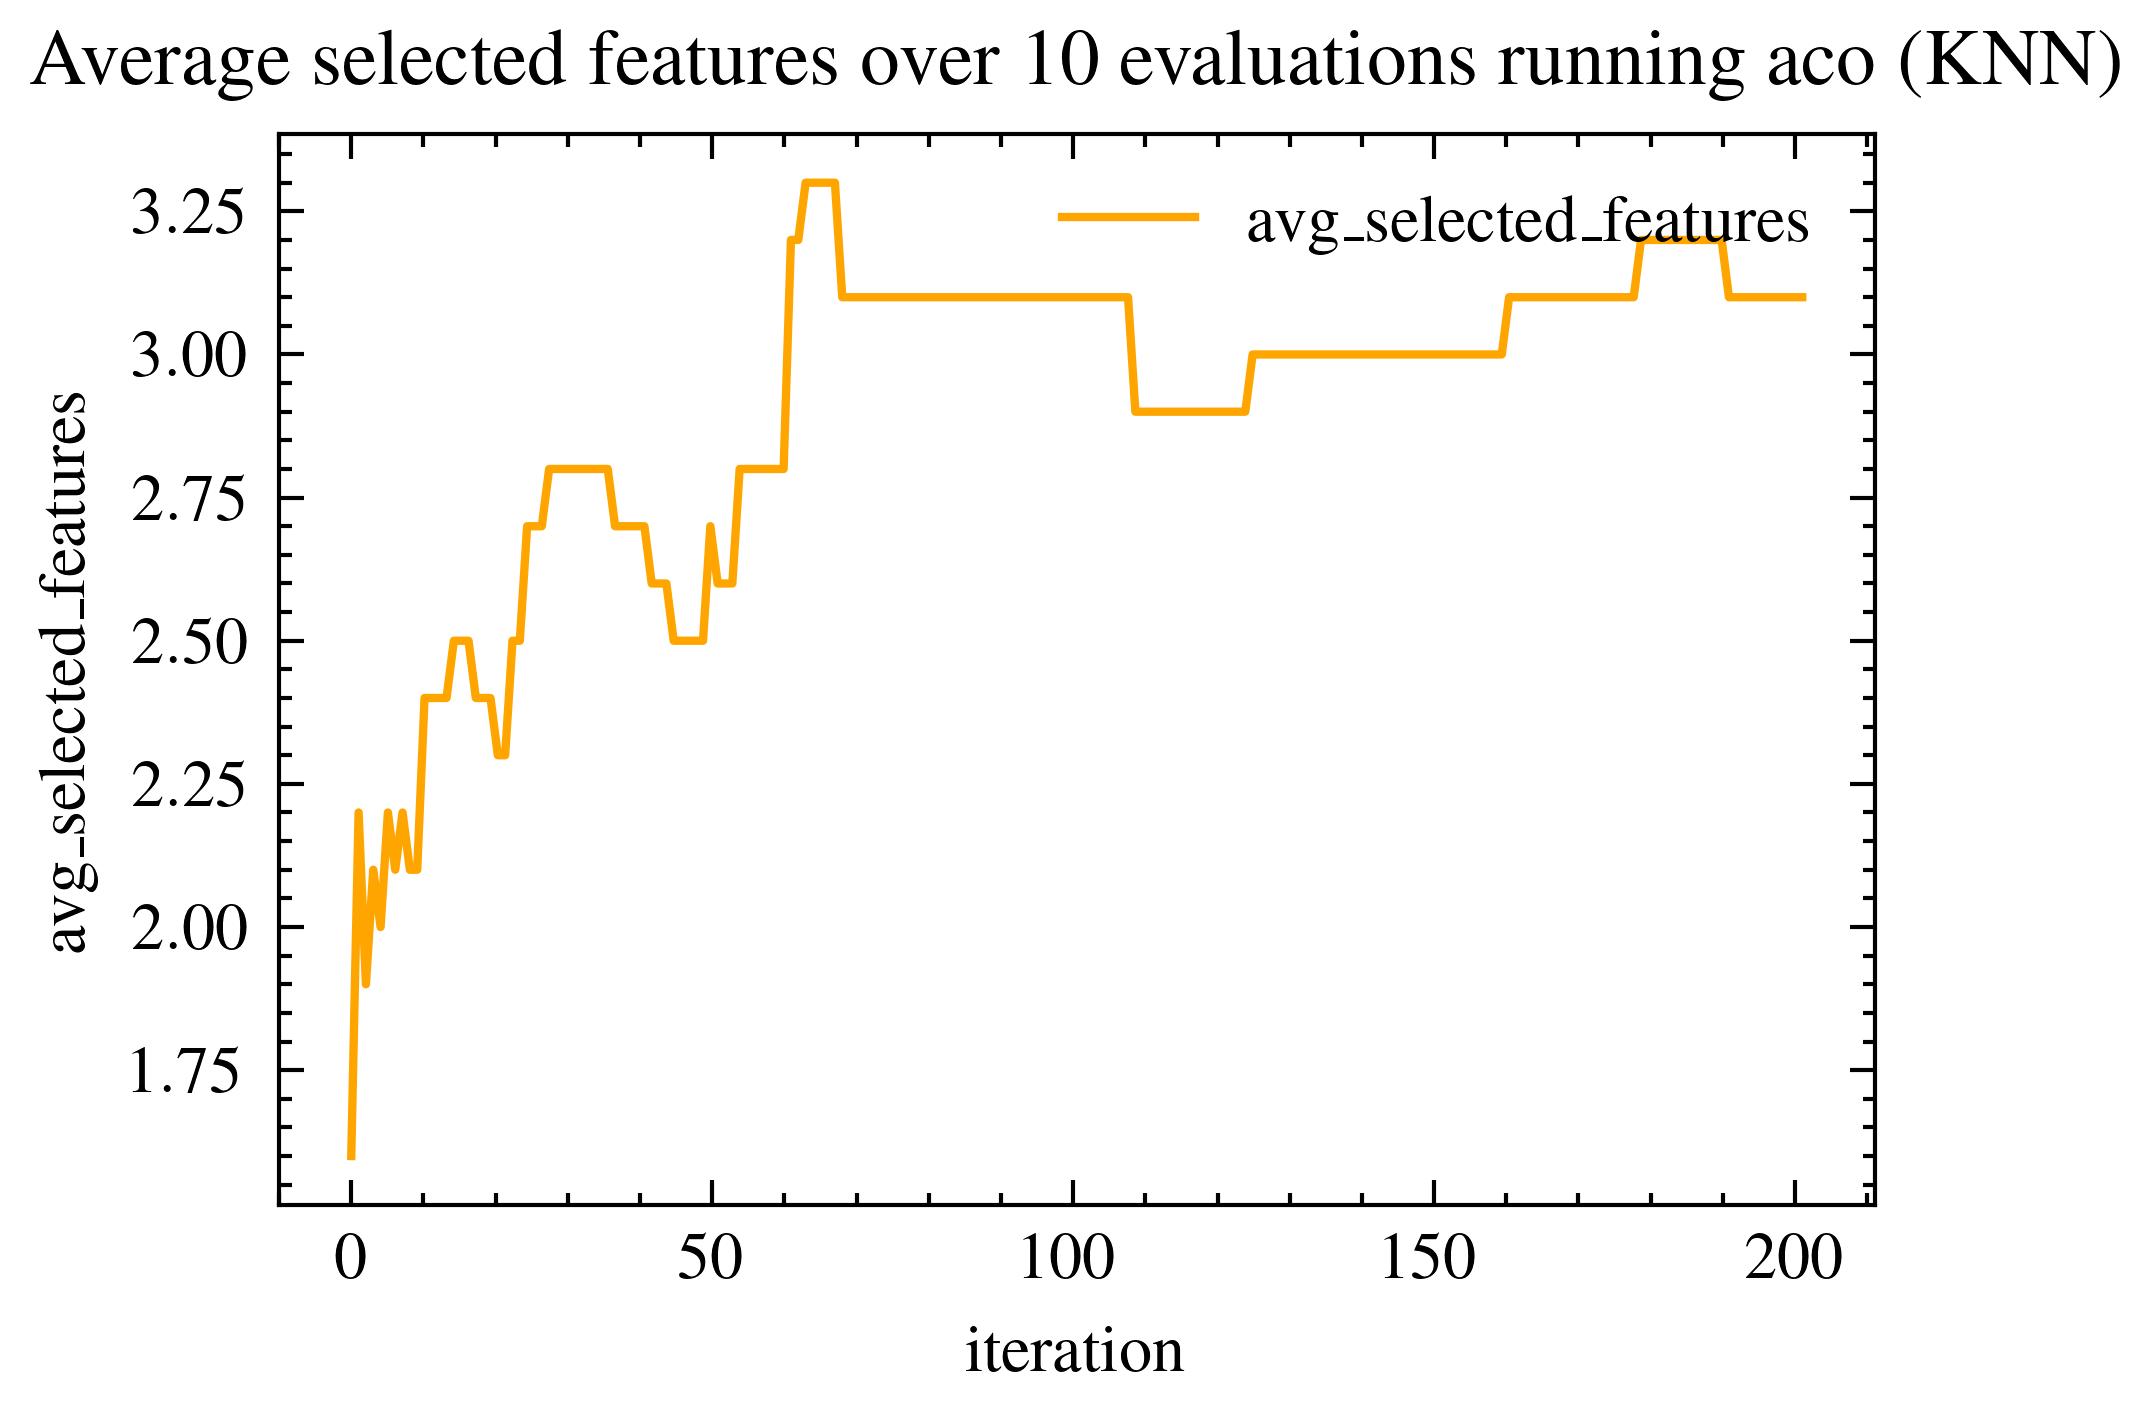 Average selected features over 10 evaluations running aco (KNN)
avg_selected_features
3.25
3.00
2.75
2.50
2.25
2.00
1.75
avg_selected_features
0 50 100 150 200
iteration